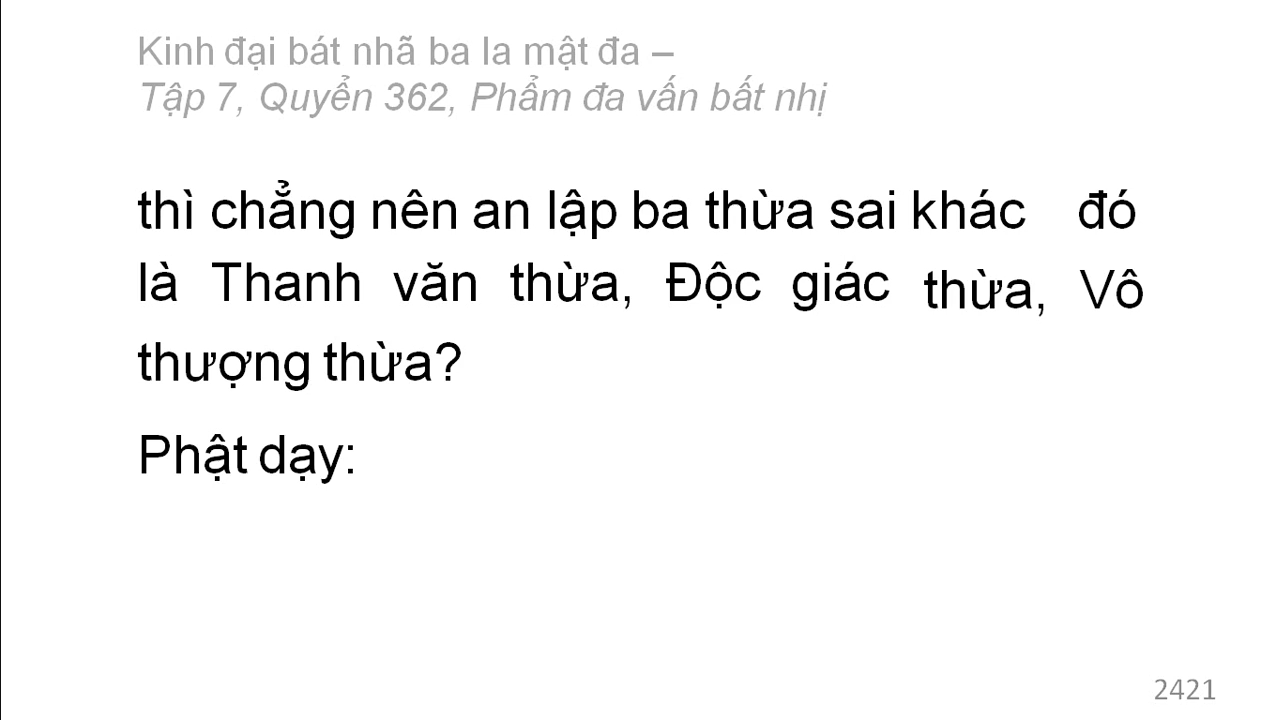 Kinh đại bát nhã ba la mật đa –
Tập 7, Quyển 362, Phẩm đa vấn bất nhị
thì chẳng nên an lập ba thừa sai khác đó
là Thanh văn thừa, Độc giác thừa, Vô
thượng thừa?
Phật dạy:
2421